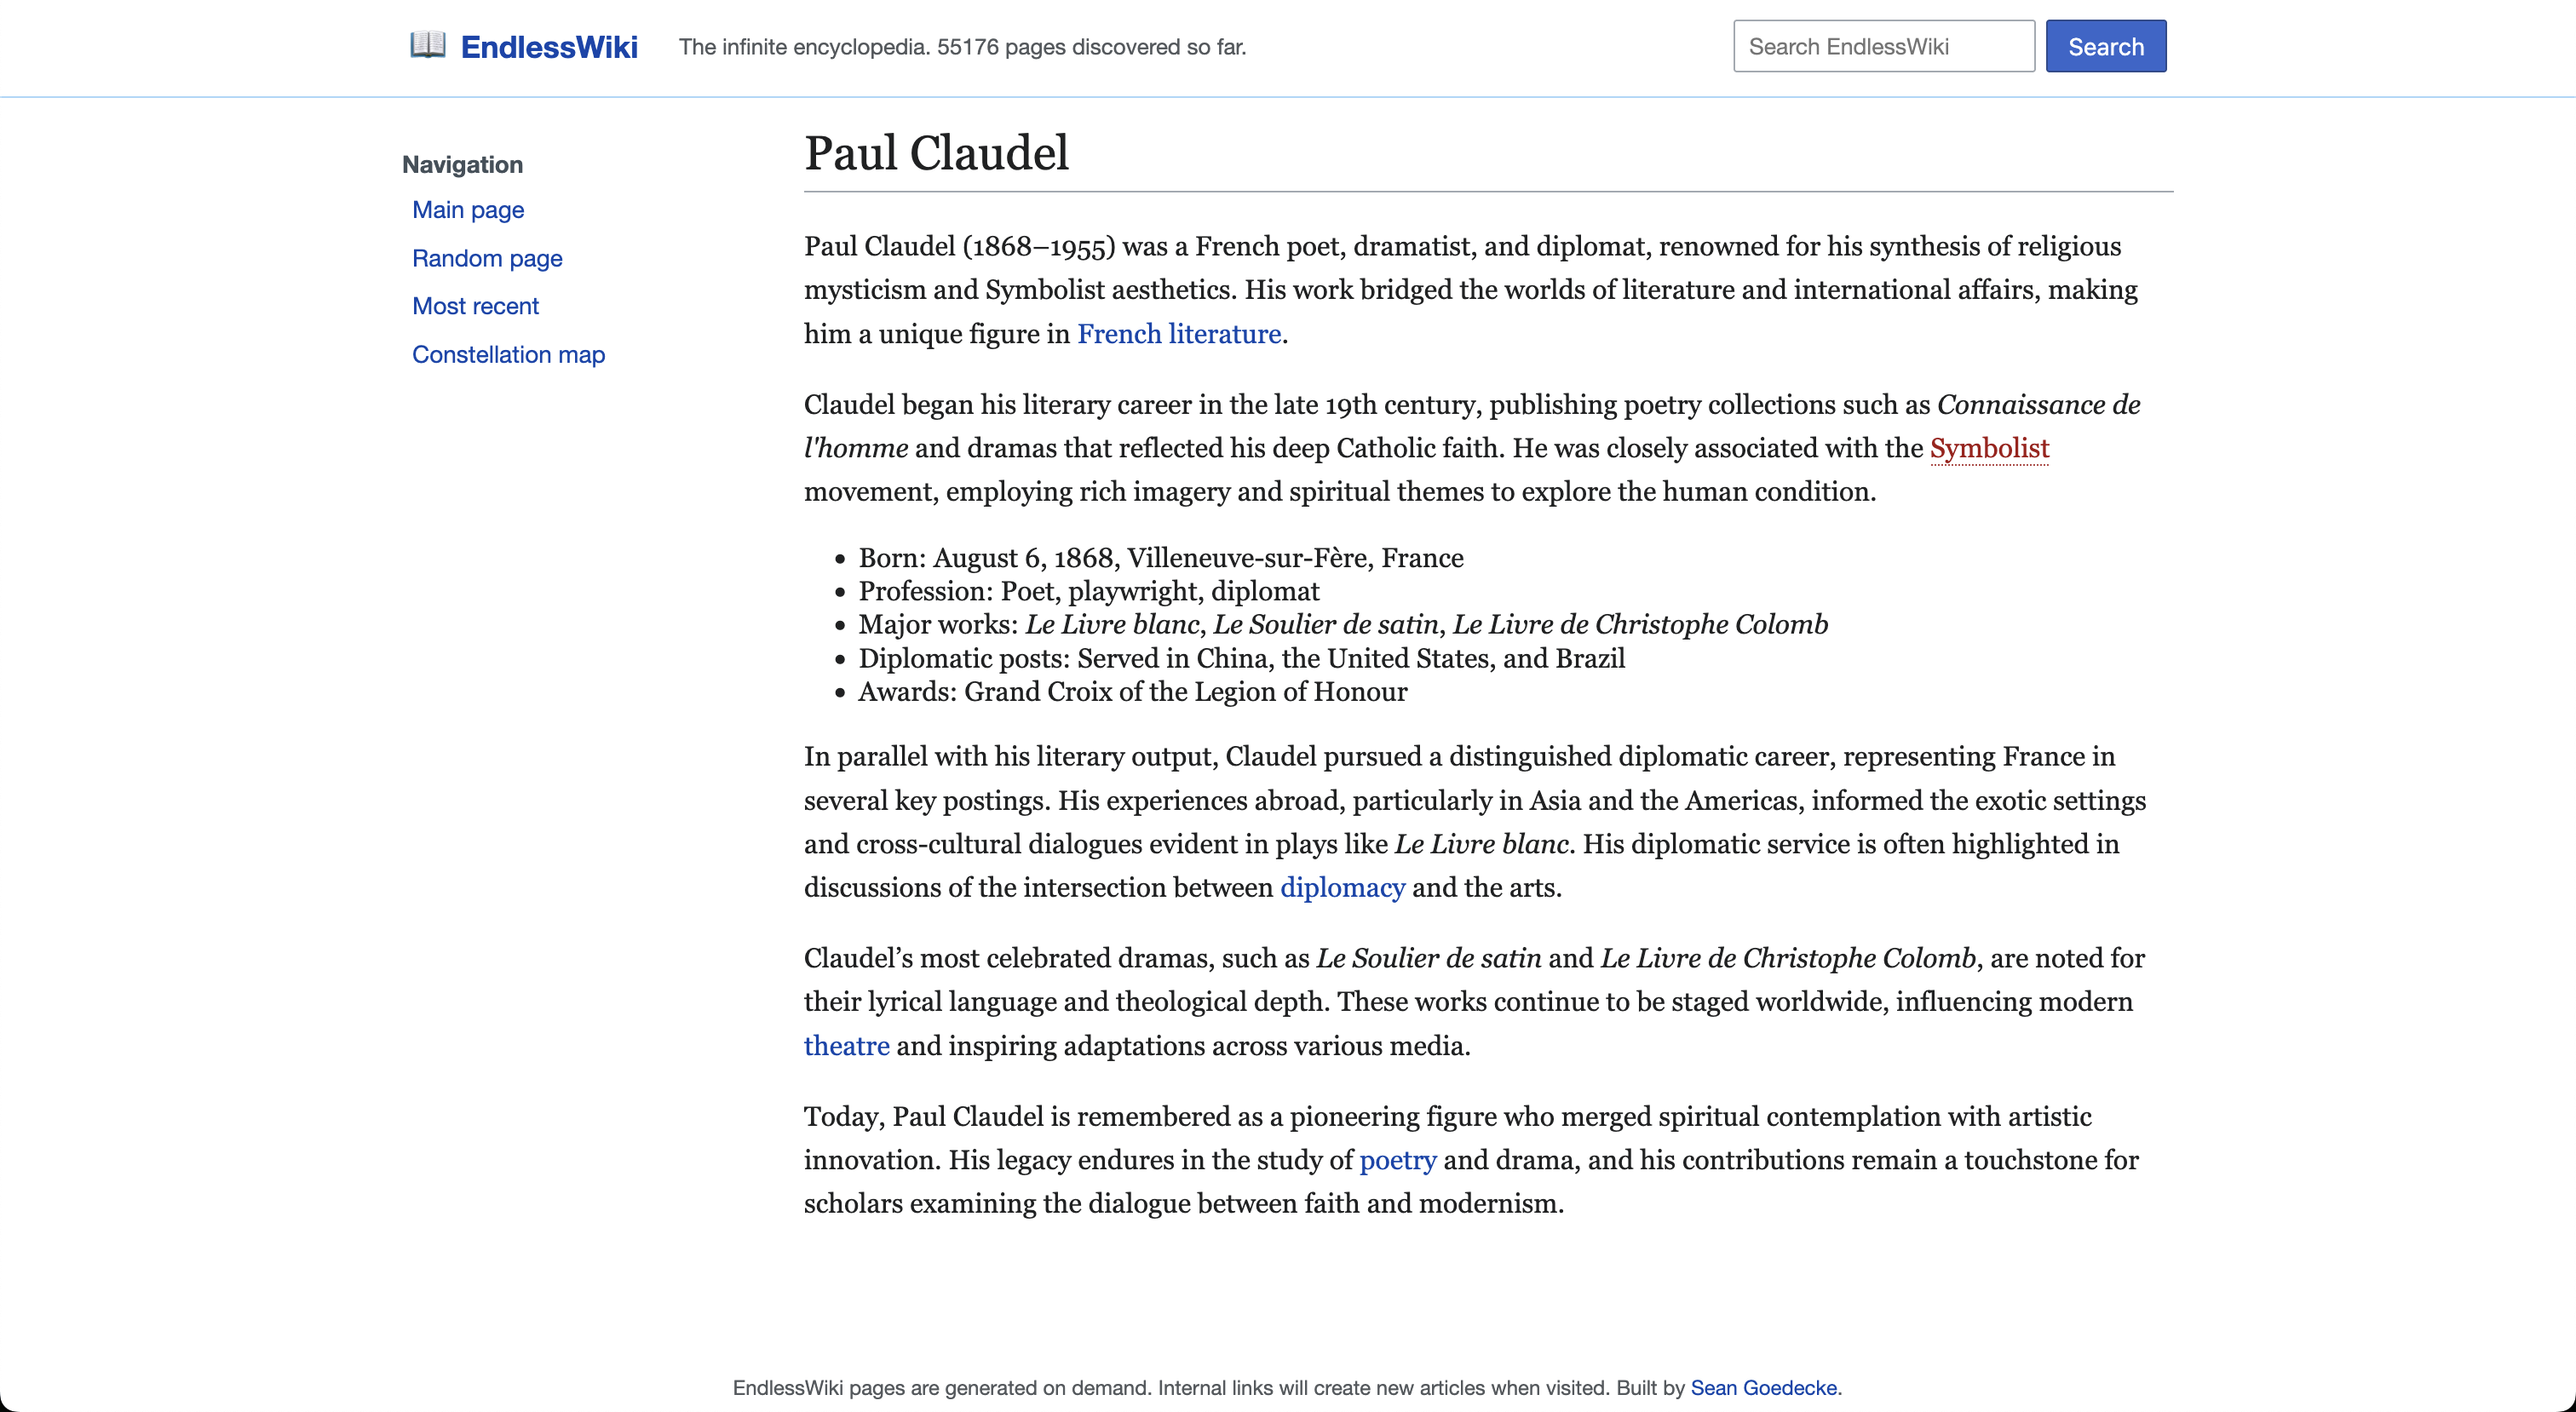 EndlessWiki
The infinite encyclopedia. 55176 pages discovered so far.
Search EndlessWiki
Search
Navigation
Main page
Random page
Most recent
Constellation map
Paul Claudel
Paul Claudel (1868–1955) was a French poet, dramatist, and diplomat, renowned for his synthesis of religious
mysticism and Symbolist aesthetics. His work bridged the worlds of literature and international affairs, making
him a unique figure in French literature.
Claudel began his literary career in the late 19th century, publishing poetry collections such as Connaissance de
l'homme and dramas that reflected his deep Catholic faith. He was closely associated with the Symbolist
movement, employing rich imagery and spiritual themes to explore the human condition.
• Born: August 6, 1868, Villeneuve-sur-Fère, France
• Profession: Poet, playwright, diplomat
• Major works: Le Livre blanc, Le Soulier de satin, Le Livre de Christophe Colomb
• Diplomatic posts: Served in China, the United States, and Brazil
• Awards: Grand Croix of the Legion of Honour
In parallel with his literary output, Claudel pursued a distinguished diplomatic career, representing France in
several key postings. His experiences abroad, particularly in Asia and the Americas, informed the exotic settings
and cross-cultural dialogues evident in plays like Le Livre blanc. His diplomatic service is often highlighted in
discussions of the intersection between diplomacy and the arts.
Claudel’s most celebrated dramas, such as Le Soulier de satin and Le Livre de Christophe Colomb, are noted for
their lyrical language and theological depth. These works continue to be staged worldwide, influencing modern
theatre and inspiring adaptations across various media.
Today, Paul Claudel is remembered as a pioneering figure who merged spiritual contemplation with artistic
innovation. His legacy endures in the study of poetry and drama, and his contributions remain a touchstone for
scholars examining the dialogue between faith and modernism.
EndlessWiki pages are generated on demand. Internal links will create new articles when visited. Built by Sean Goedecke.